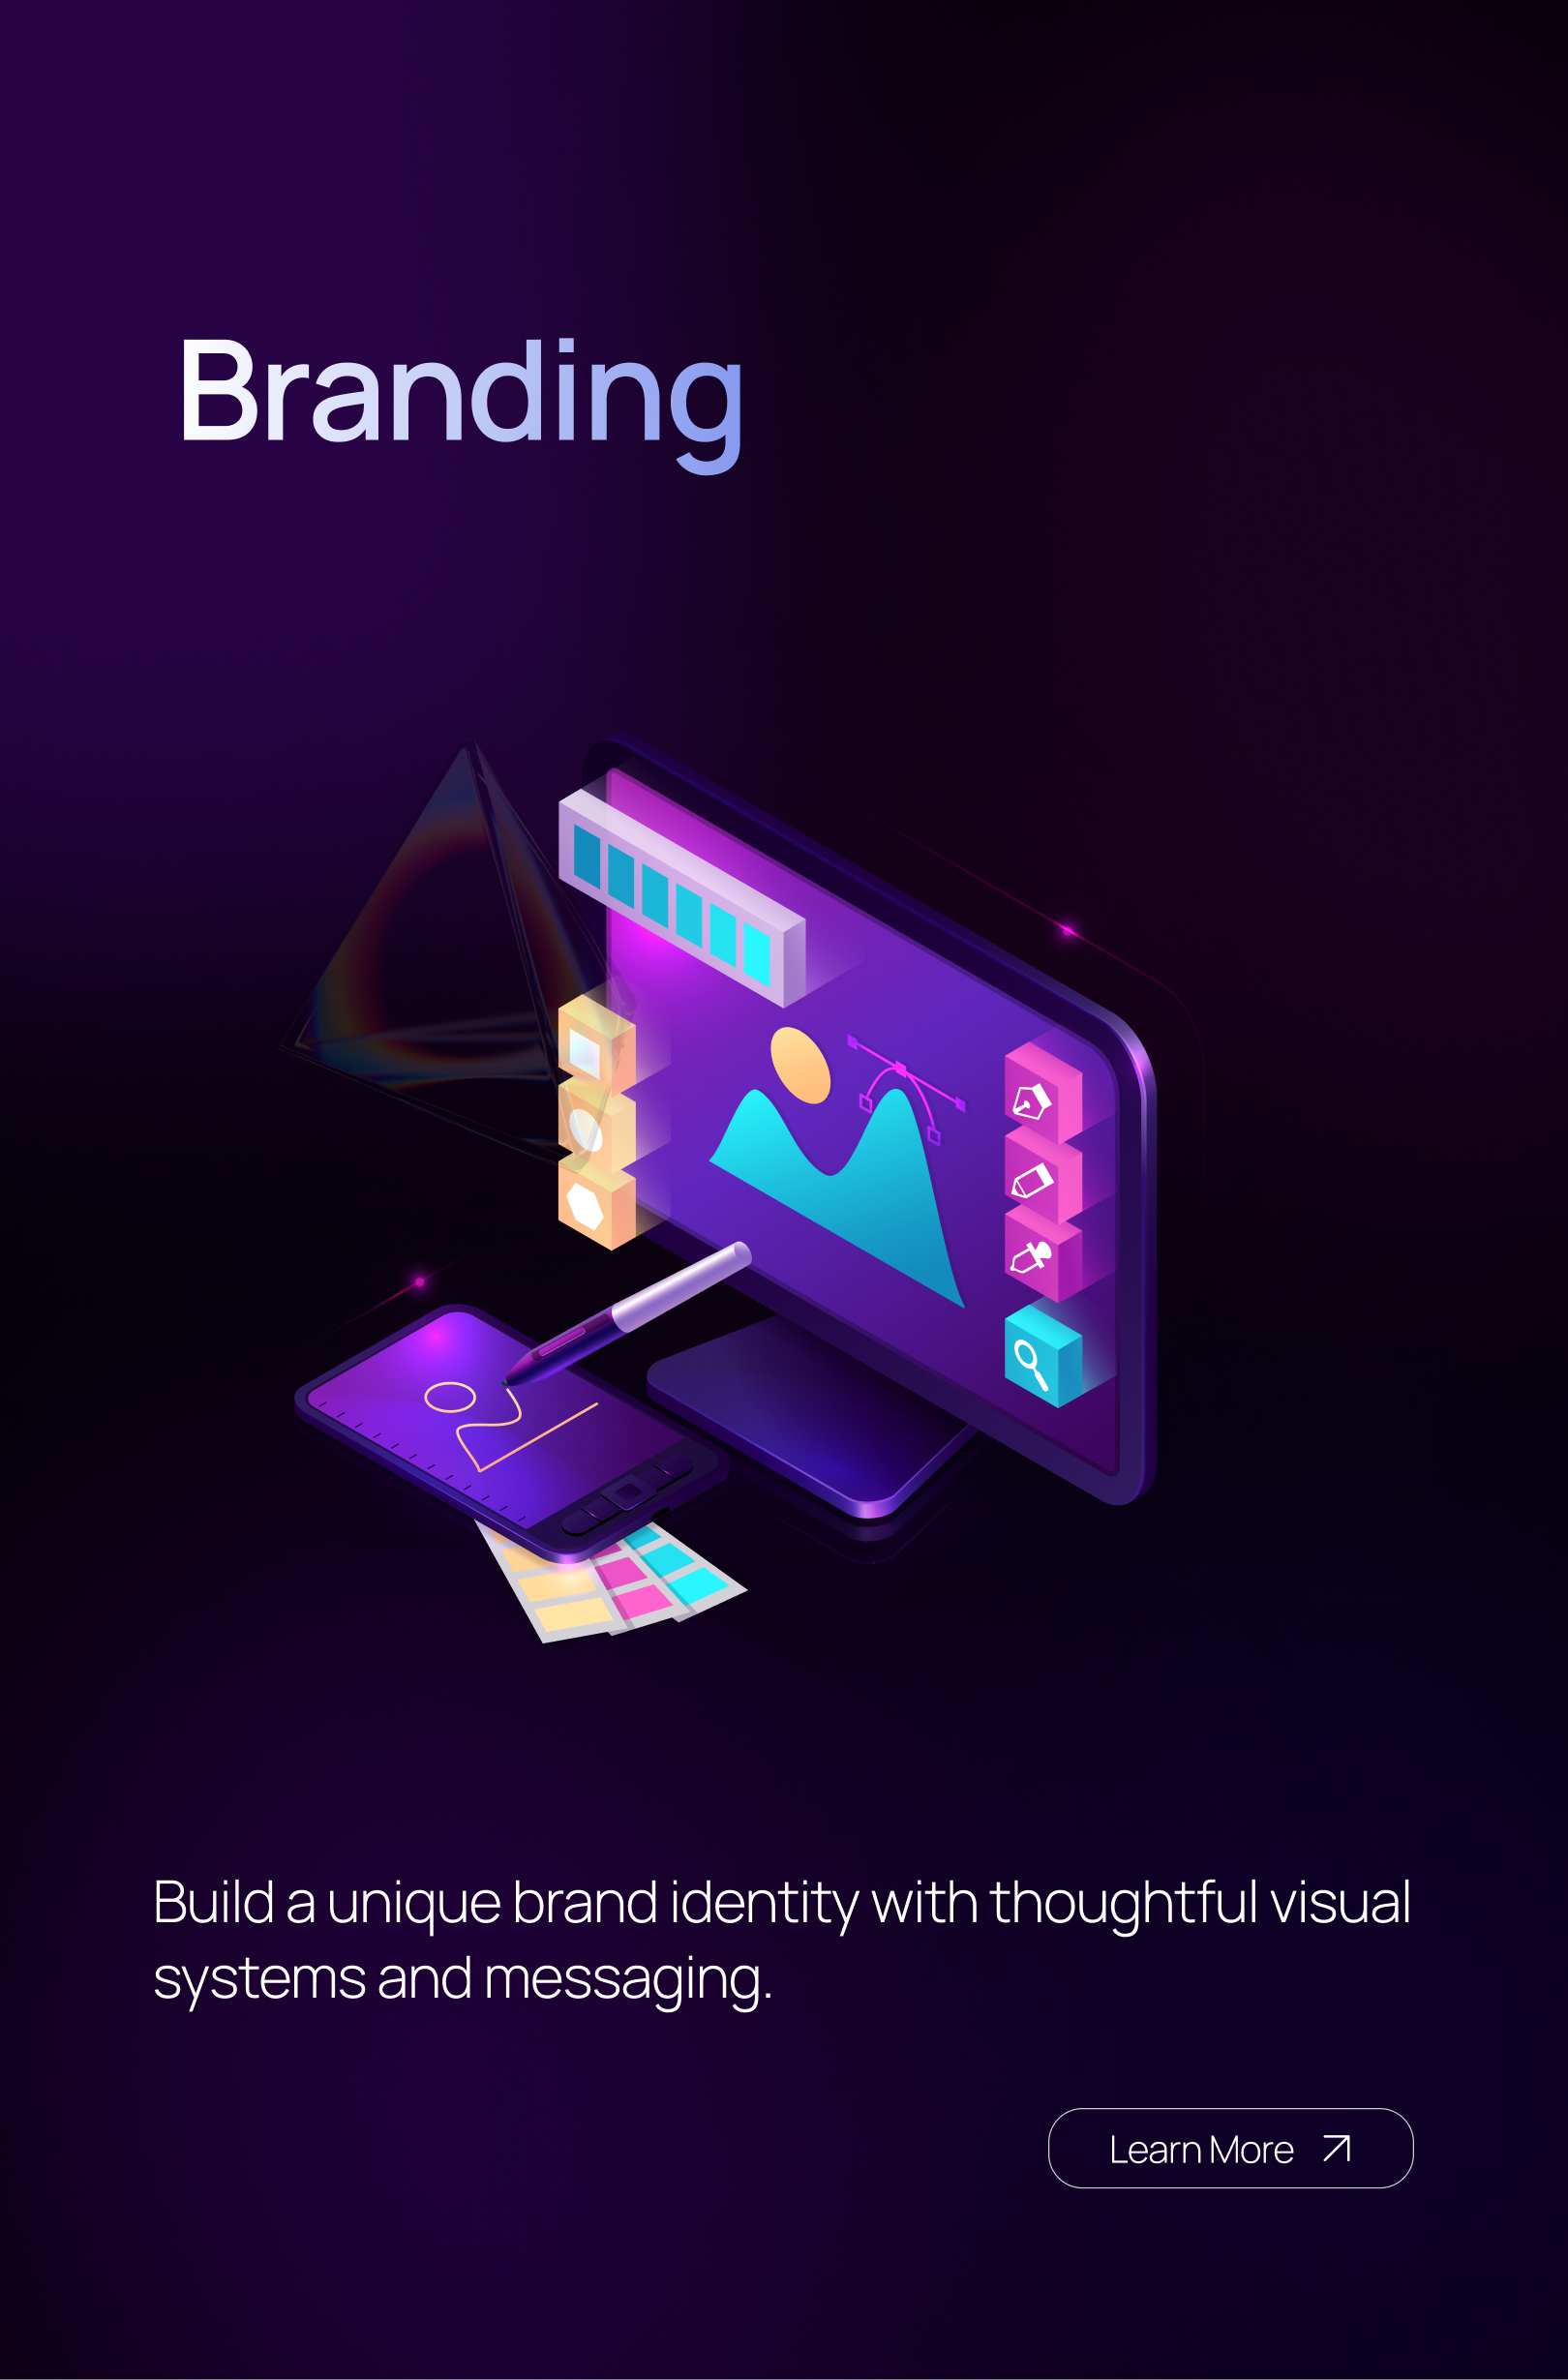 Branding
Build a unique brand identity with thoughtful visual
systems and messaging.
Learn More